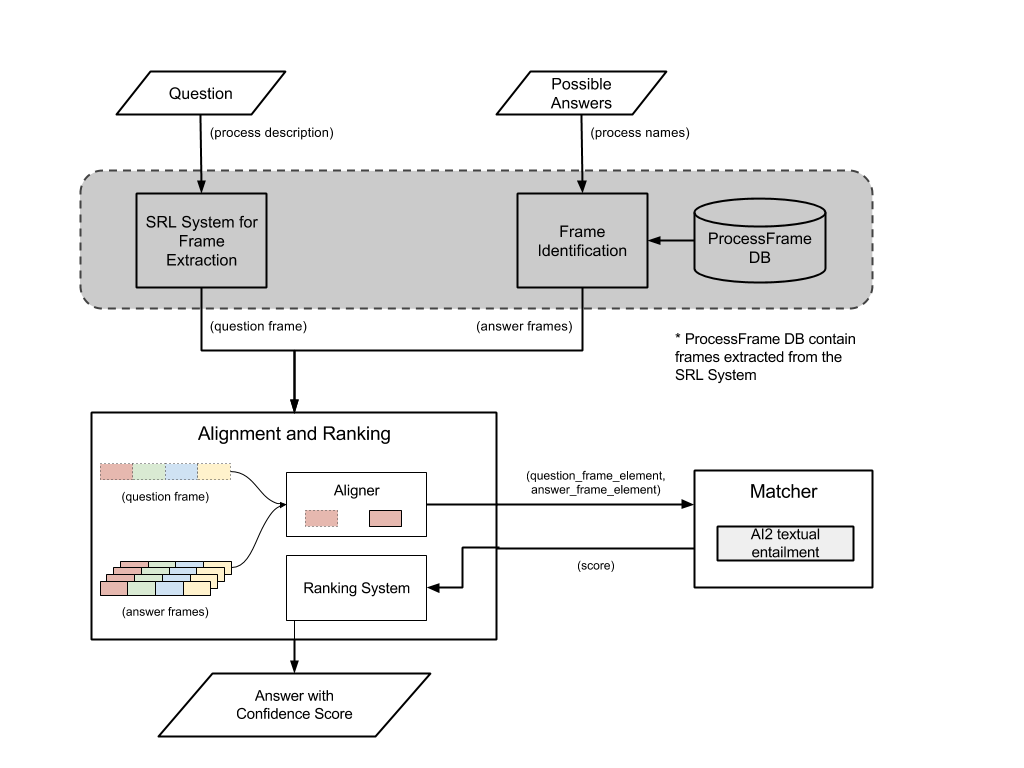 Question
Possible
Answers
(process description)
(process names)
SRL System for
Frame
Extraction
Frame
Identification
ProcessFrame
DB
(question frame)
(answer frames)
* ProcessFrame DB contain
frames extracted from the
SRL System
Alignment and Ranking
(question frame)
Aligner
(question_frame_element,
answer_frame_element)
Matcher
AI2 textual
entailment
(score)
Ranking System
(answer frames)
Answer with
Confidence Score